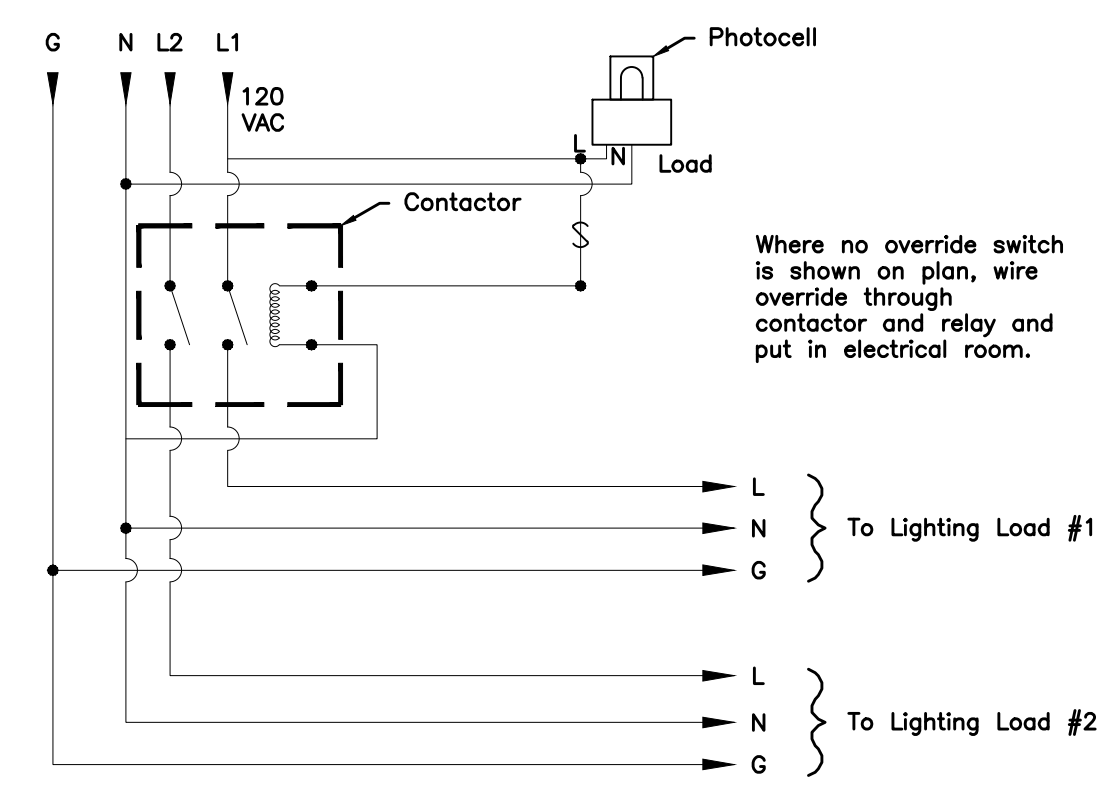 G N L2 L1
120
VAC
Photocell
L
N
Load
Contactor
S
Where no override switch
is shown on plan, wire
override through
contactor and relay and
put in electrical room.
L
N To Lighting Load #1
G
L
N To Lighting Load #2
G